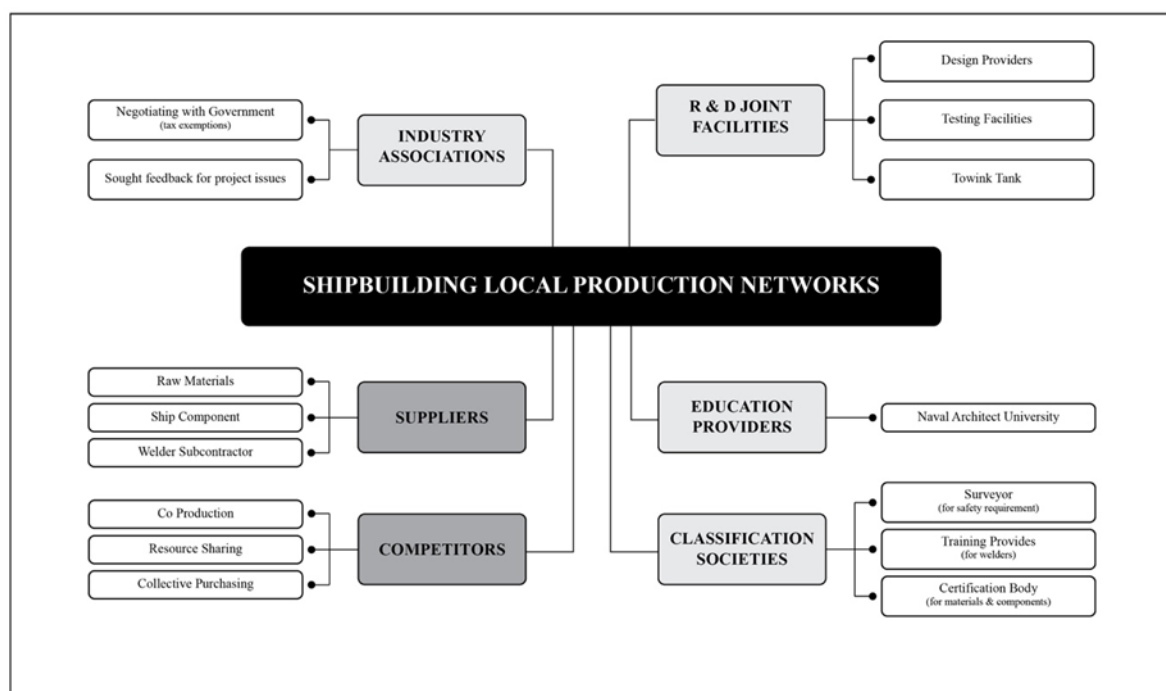 Negotiating with Government
(tax exemptions)
Sought feedback for project issues
INDUSTRY
ASSOCIATIONS
R & D JOINT
FACILITIES
Design Providers
Testing Facilities
Towink Tank
SHIPBUILDING LOCAL PRODUCTION NETWORKS
Raw Materials
Ship Component
Welder Subcontractor
SUPPLIERS
EDUCATION
PROVIDERS
Naval Architect University
Co Production
Resource Sharing
Collective Purchasing
COMPETITORS
CLASSIFICATION
SOCIETIES
Surveyor
(for safety requirement)
Training Provides
(for welders)
Certification Body
(for materials & components)